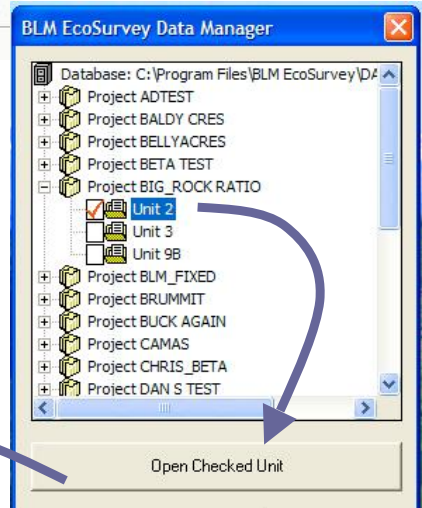 BLM EcoSurvey Data Manager
Database: C:\Program Files\BLM EcoSurvey\DA
Project ADTEST
Project BALDY CRES
Project BELLYACRES
Project BETA TEST
Project BIG_ROCK RATIO
Unit 2
Unit 3
Unit 9B
Project BLM_FIXED
Project BRUMMIT
Project BUCK AGAIN
Project CAMAS
Project CHRIS_BETA
Project DAN S TEST
Open Checked Unit